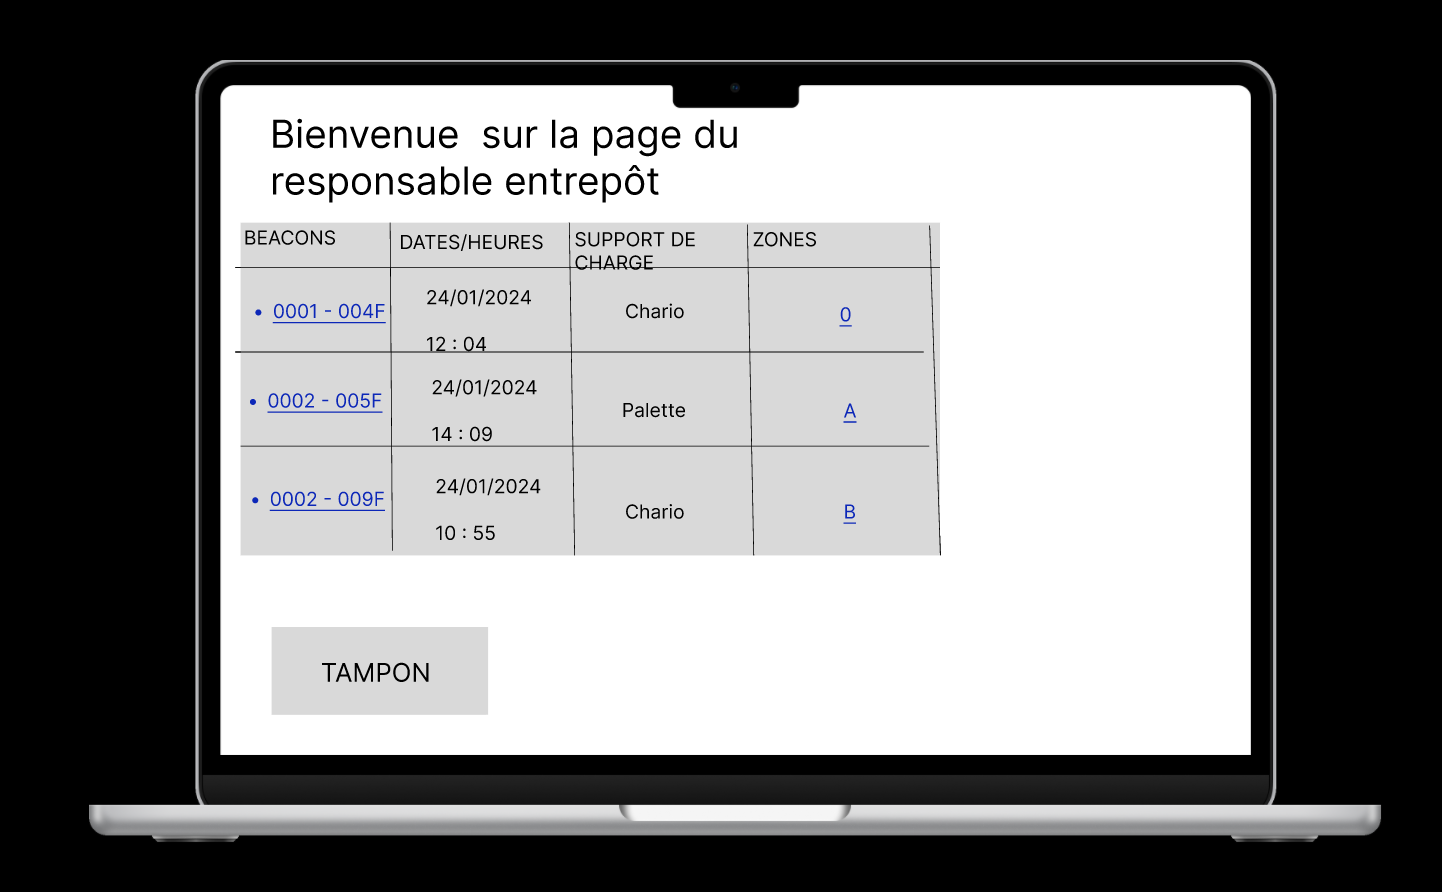 Bienvenue  sur la page du
responsable entrepôt
BEACONS
DATES/HEURES
SUPPORT DE
CHARGE
ZONES
• 0001 - 004F
24/01/2024
12 : 04
Chario
0
• 0002 - 005F
24/01/2024
14 : 09
Palette
A
• 0002 - 009F
24/01/2024
10 : 55
Chario
B
TAMPON